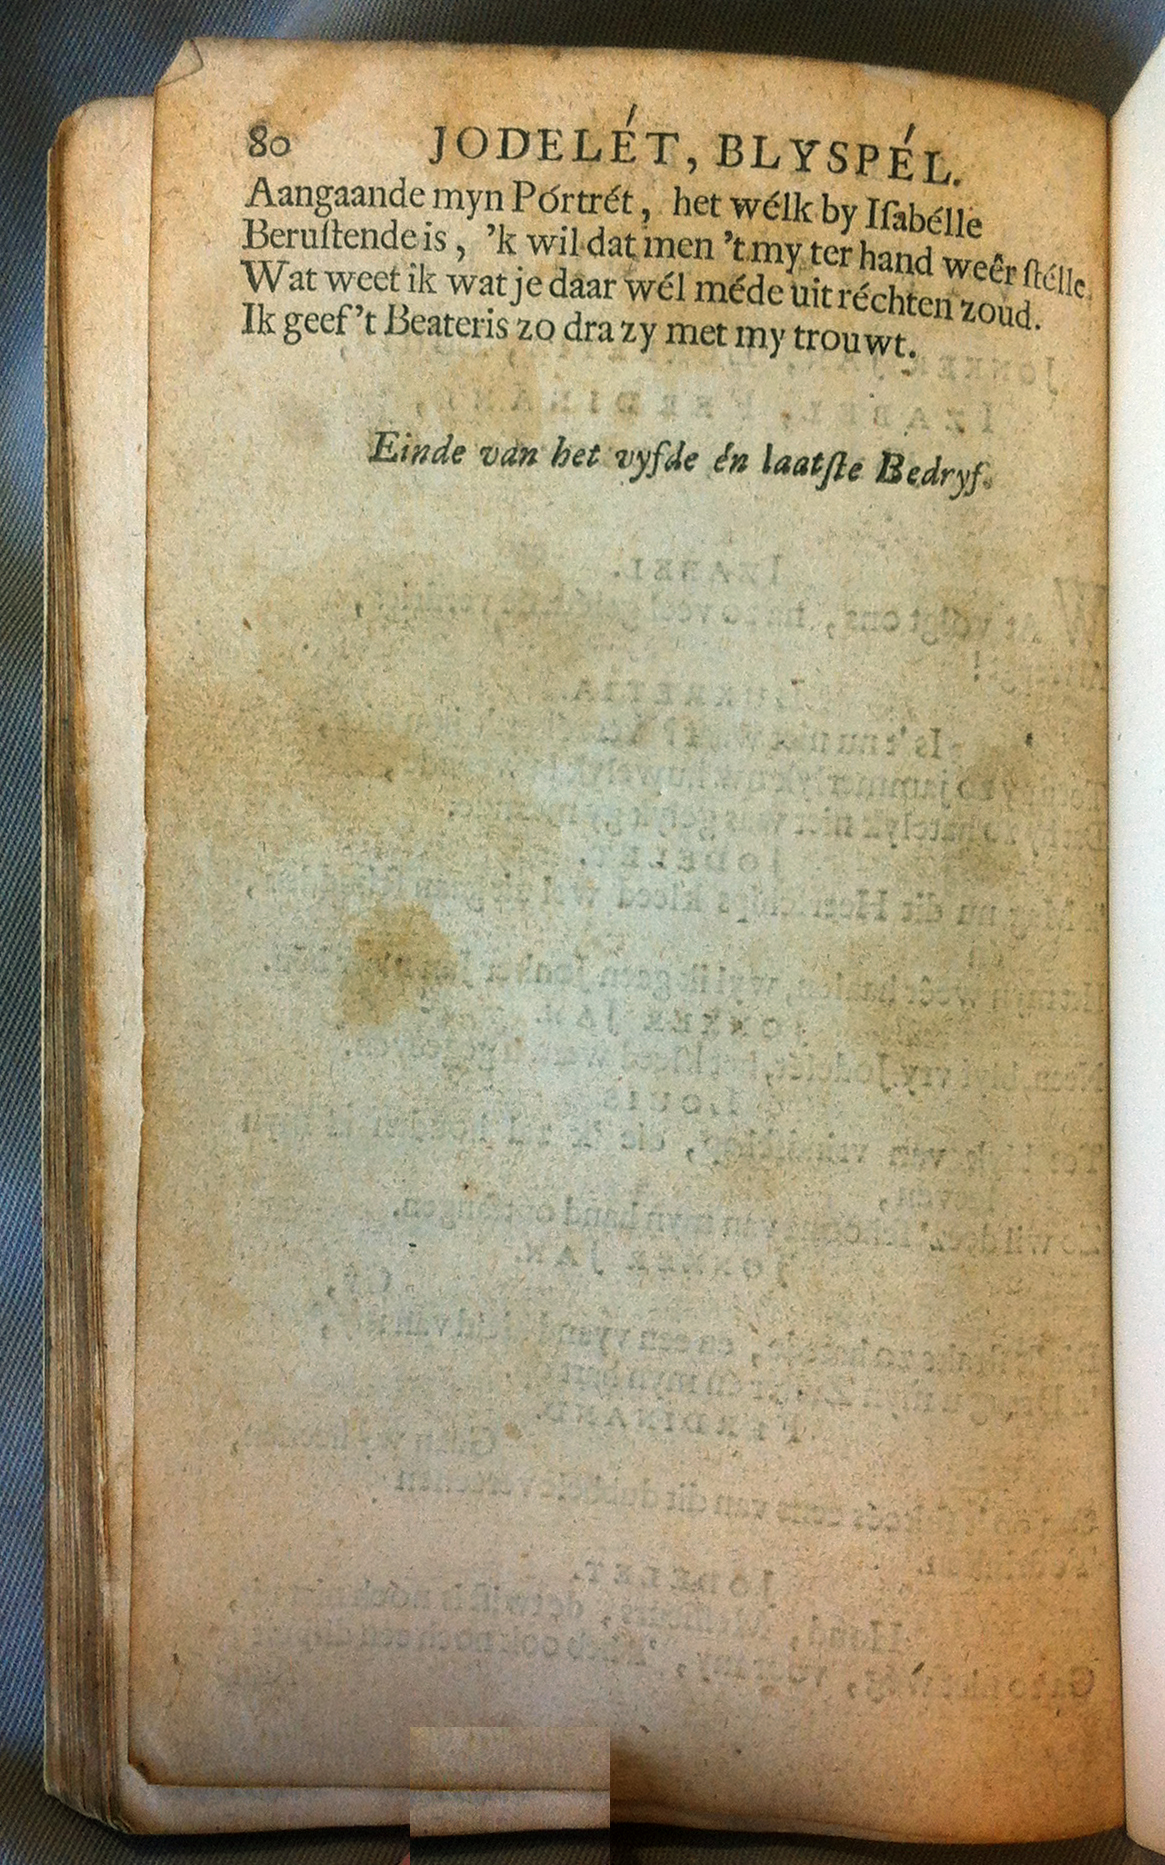 80 JODELÉT, BLYSPÉL.
Aangaande myn Pórtrét, het wélk by Iſabélle
Beruſtende is, 'k wil dat men 't my ter hand weêr ſtélle.
Wat weet ik wat je daar wél méde uit réchten zoud.
Ik geef 't Beateris zo dra zy met my trouwt.
Einde van het vyfde én laatſte Bedryf.